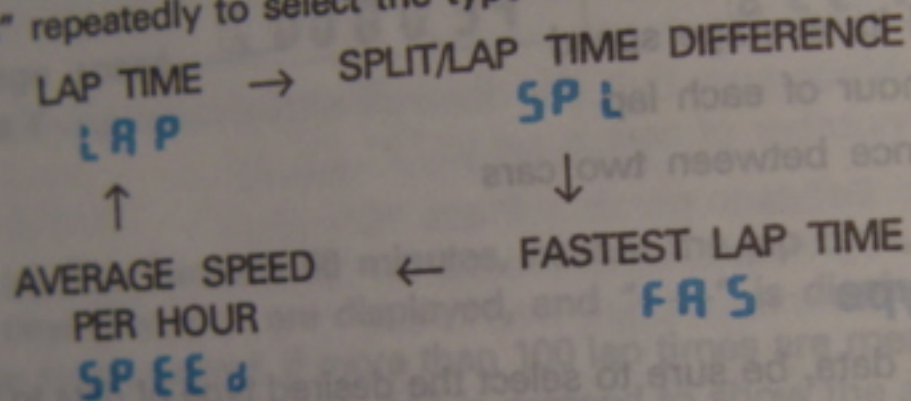 " repeatedly to select the
LAP TIME → SPLIT/LAP TIME DIFFERENCE
LAP SPL
↑ ↓
AVERAGE SPEED ← FASTEST LAP TIME
PER HOUR FAS
SPEEd